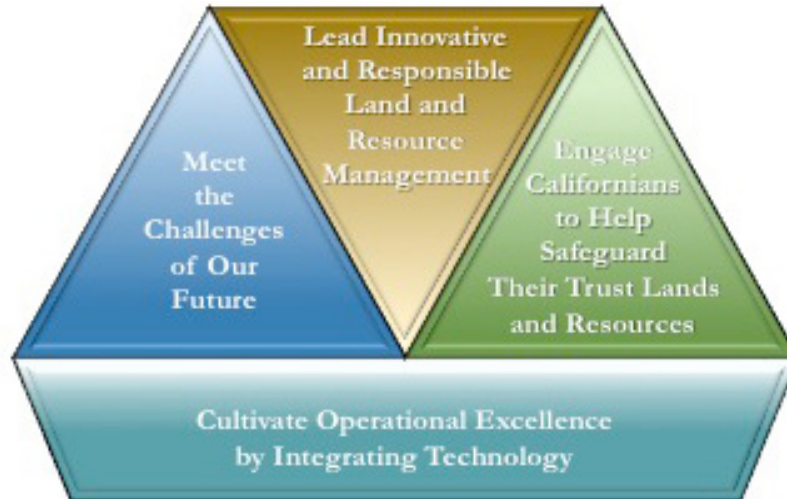 Meet
the
Challenges
of Our
Future
Lead Innovative
and Responsible
Land and
Resource
Management
Engage
Californians
to Help
Safeguard
Their Trust Lands
and Resources
Cultivate Operational Excellence
by Integrating Technology